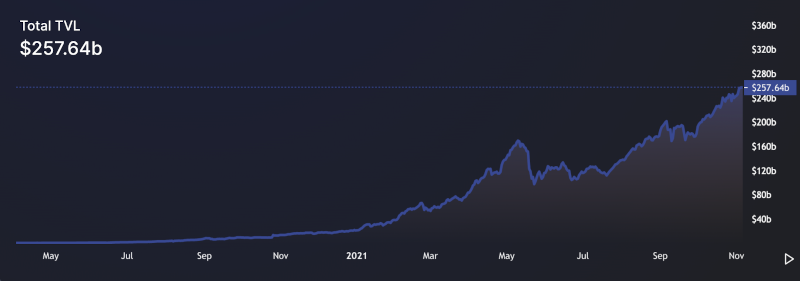 Total TVL
$257.64b
$360b
$320b
$280b
$257.64b
$240b
$200b
$160b
$120b
$80b
$40b
May Jul Sep Nov 2021 Mar May Jul Sep Nov